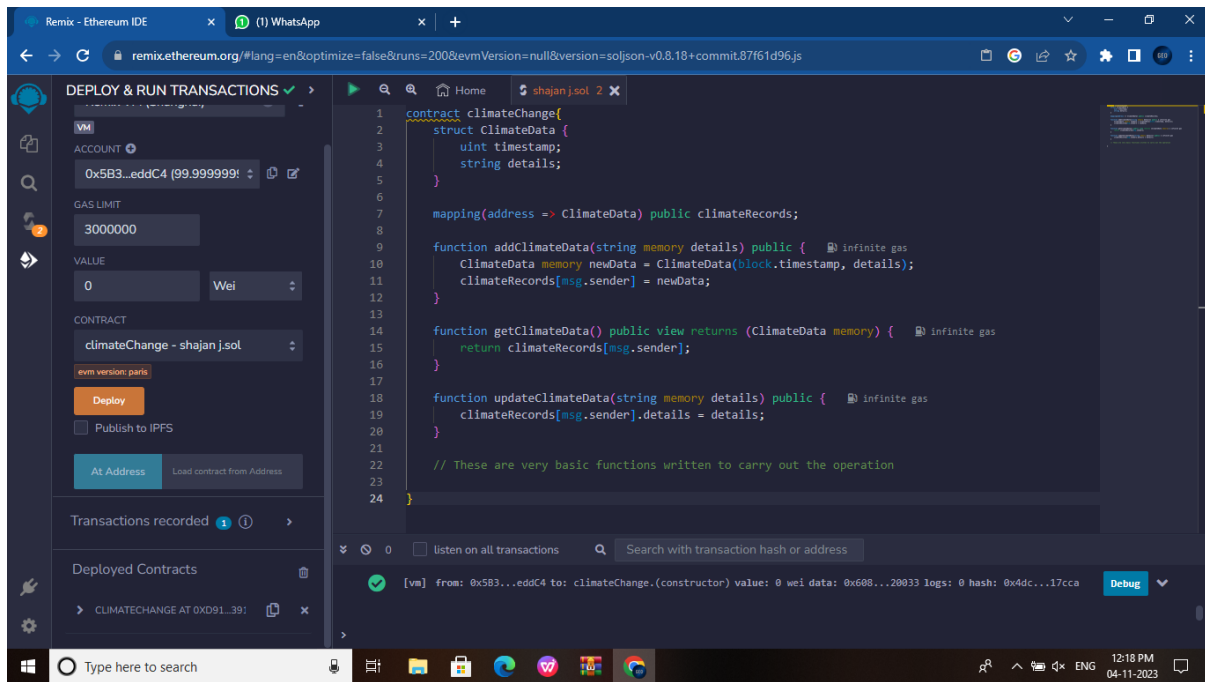 Remix - Ethereum IDE
(1) WhatsApp
remix.ethereum.org/#lang=en&optimize=false&runs=200&evmVersion=null&version=soljson-v0.8.18+commit.87f61d96.js
DEPLOY & RUN TRANSACTIONS
VM
ACCOUNT
0x5B3...eddC4 (99.9999999
GAS LIMIT
3000000
VALUE
0 Wei
CONTRACT
climateChange - shajan j.sol
evm version: paris
Deploy
Publish to IPFS
At Address Load contract from Address
Transactions recorded 1 i
Deployed Contracts
CLIMATECHANGE AT 0XD91...391
2
Home
shajan j.sol 2
1 contract climateChange{
2 struct ClimateData {
3 uint timestamp;
4 string details;
5 }
6
7 mapping(address => ClimateData) public climateRecords;
8
9 function addClimateData(string memory details) public { infinite gas
10 ClimateData memory newData = ClimateData(block.timestamp, details);
11 climateRecords[msg.sender] = newData;
12 }
13
14 function getClimateData() public view returns (ClimateData memory) { infinite gas
15 return climateRecords[msg.sender];
16 }
17
18 function updateClimateData(string memory details) public { infinite gas
19 climateRecords[msg.sender].details = details;
20 }
21
22 // These are very basic functions written to carry out the operation
23
24 }
0 listen on all transactions Search with transaction hash or address
[vm] from: 0x5B3...eddC4 to: climateChange.(constructor) value: 0 wei data: 0x608...20033 logs: 0 hash: 0x4dc...17cca Debug
>
Type here to search
ENG
12:18 PM
04-11-2023